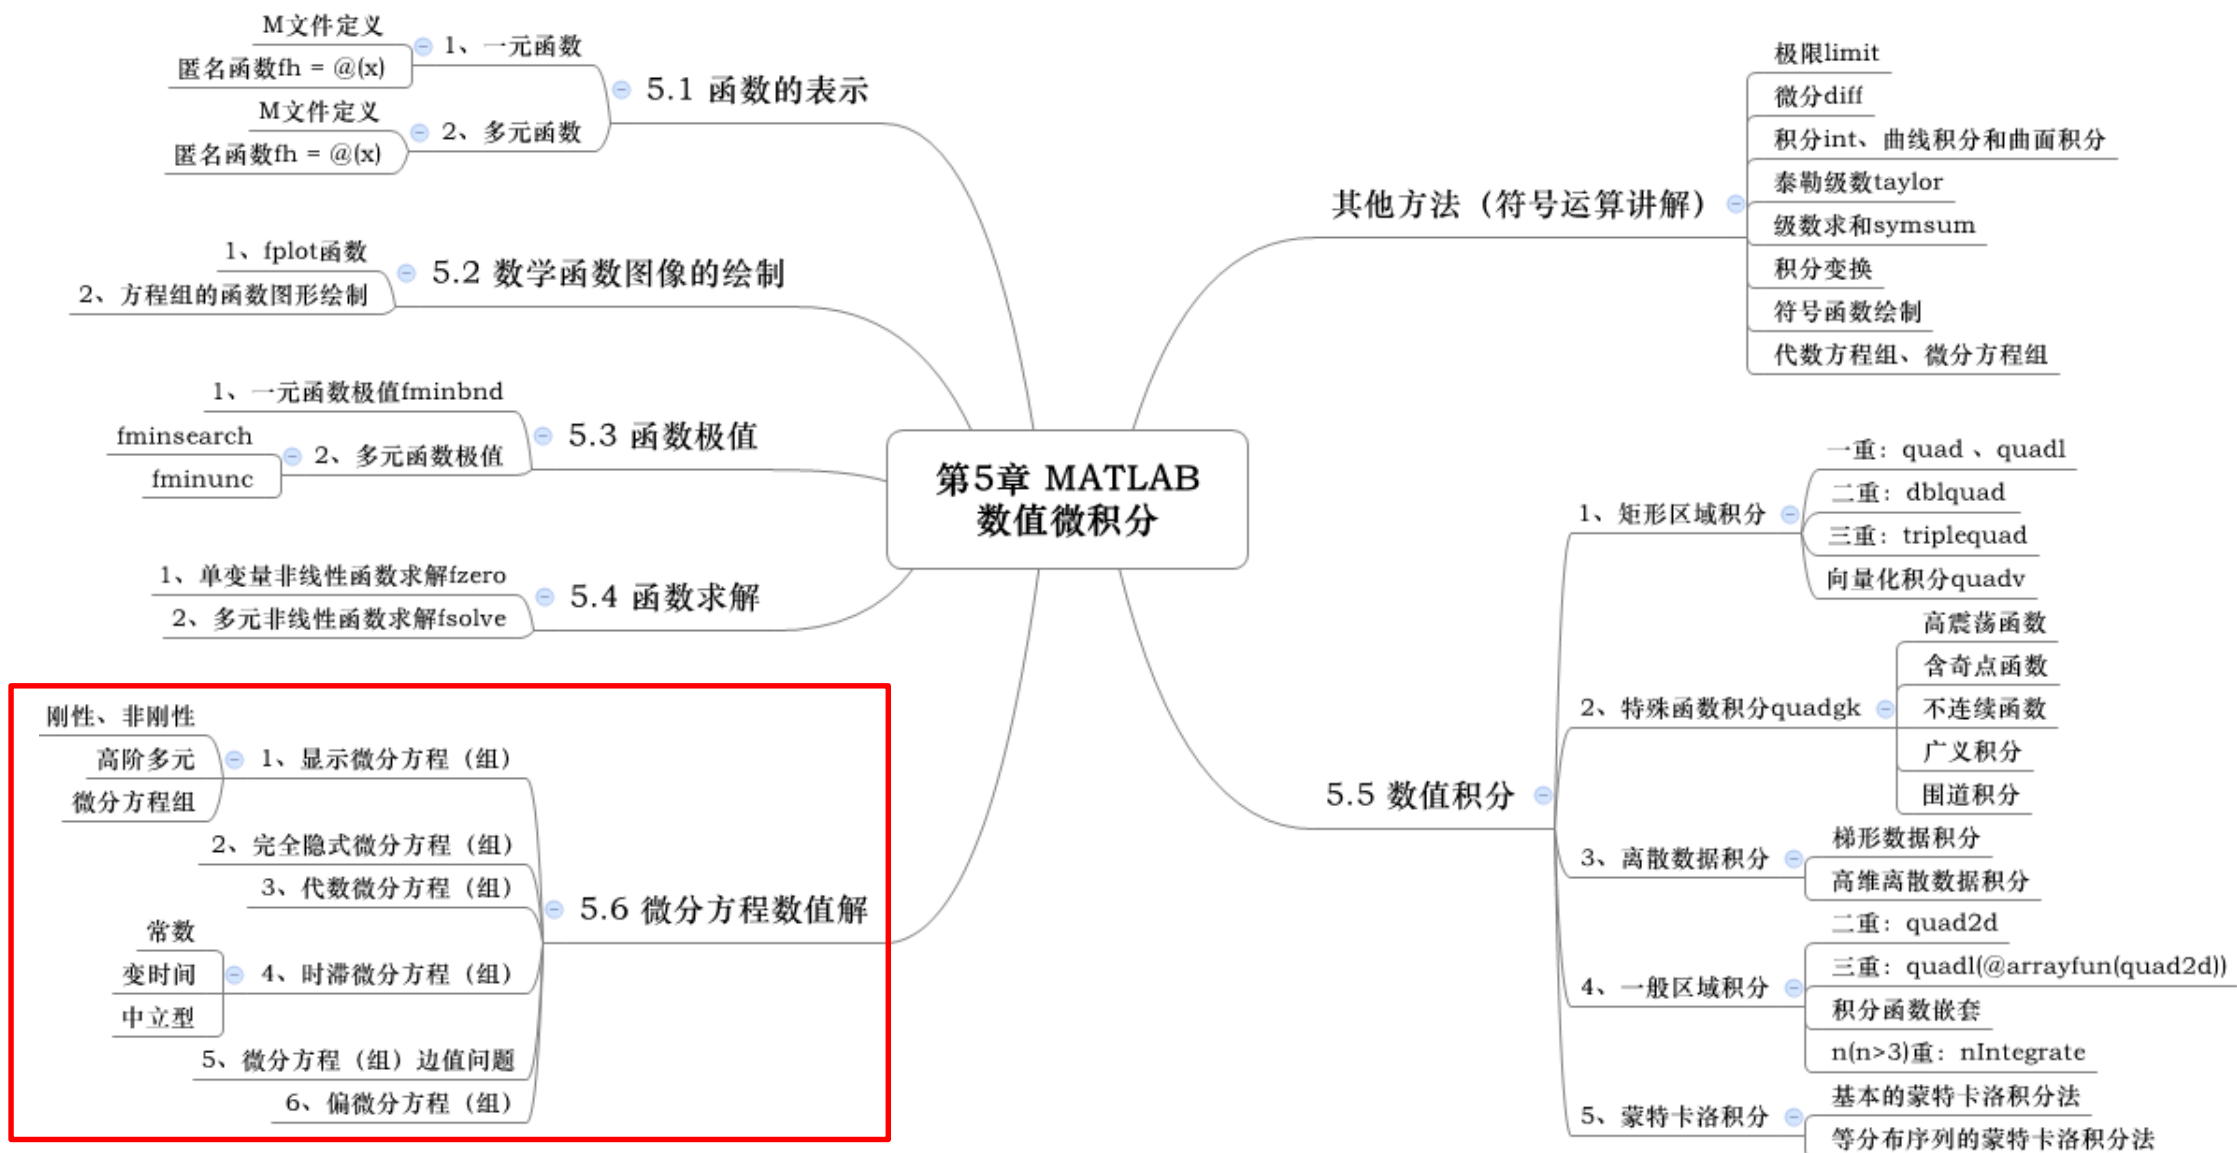 第5章 MATLAB
数值微积分
5.1 函数的表示
1、一元函数
M文件定义
匿名函数fh = @(x)
2、多元函数
M文件定义
匿名函数fh = @(x)
5.2 数学函数图像的绘制
1、fplot函数
2、方程组的函数图形绘制
5.3 函数极值
1、一元函数极值fminbnd
2、多元函数极值
fminsearch
fminunc
5.4 函数求解
1、单变量非线性函数求解fzero
2、多元非线性函数求解fsolve
5.6 微分方程数值解
1、显示微分方程（组）
刚性、非刚性
高阶多元
微分方程组
2、完全隐式微分方程（组）
3、代数微分方程（组）
4、时滞微分方程（组）
常数
变时间
中立型
5、微分方程（组）边值问题
6、偏微分方程（组）
其他方法（符号运算讲解）
极限limit
微分diff
积分int、曲线积分和曲面积分
泰勒级数taylor
级数求和symsum
积分变换
符号函数绘制
代数方程组、微分方程组
5.5 数值积分
1、矩形区域积分
一重：quad 、quadl
二重：dblquad
三重：triplequad
向量化积分quadv
2、特殊函数积分quadgk
高震荡函数
含奇点函数
不连续函数
广义积分
围道积分
3、离散数据积分
梯形数据积分
高维离散数据积分
4、一般区域积分
二重：quad2d
三重：quadl(@arrayfun(quad2d))
积分函数嵌套
n(n>3)重：nIntegrate
5、蒙特卡洛积分
基本的蒙特卡洛积分法
等分布序列的蒙特卡洛积分法